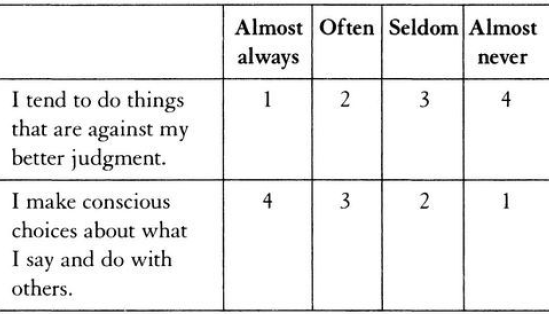 Almost always Often Seldom Almost never
I tend to do things 1 2 3 4
that are against my
better judgment.
I make conscious 4 3 2 1
choices about what
I say and do with
others.